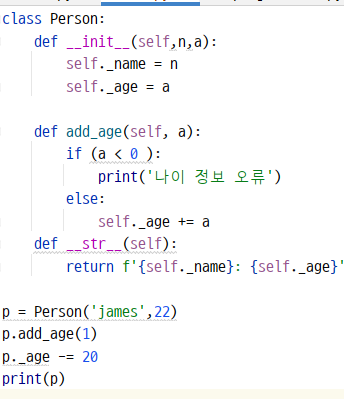 class Person:
    def __init__(self,n,a):
        self._name = n
        self._age = a

    def add_age(self, a):
        if (a < 0 ):
            print('나이 정보 오류')
        else:
            self._age += a
    def __str__(self):
        return f'{self._name}: {self._age}'

p = Person('james',22)
p.add_age(1)
p._age -= 20
print(p)